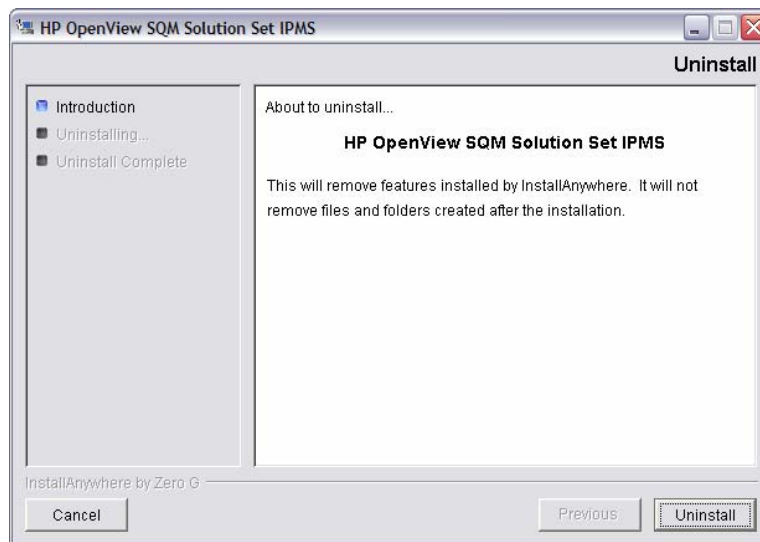 HP OpenView SQM Solution Set IPMS
Uninstall
Introduction
Uninstalling...
Uninstall Complete
About to uninstall...
HP OpenView SQM Solution Set IPMS
This will remove features installed by InstallAnywhere. It will not
remove files and folders created after the installation.
InstallAnywhere by Zero G
Cancel
Previous
Uninstall